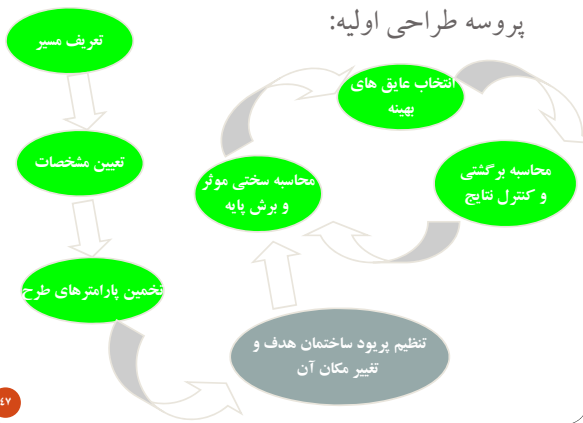 پروسه طراحی اولیه:
تعریف مسیر
تعیین مشخصات
تخمین پارامترهای طرح
تنظیم پریود ساختمان هدف و
تغییر مکان آن
محاسبه سختی موثر
و برش پایه
انتخاب عایق های
بهینه
محاسبه برگشتی
و کنترل نتایج
٤٧